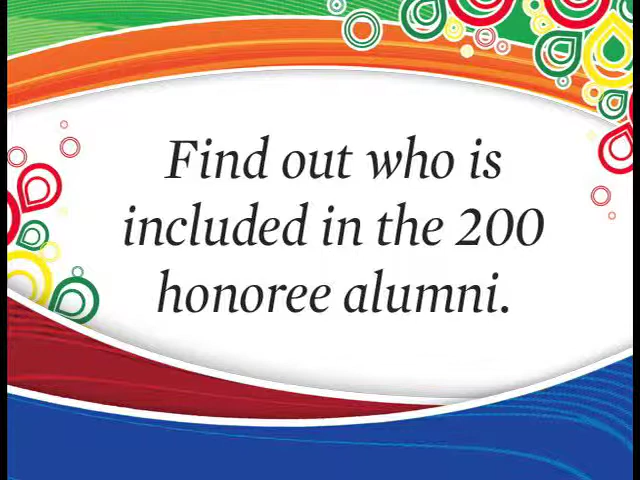 Find out who is
included in the 200
honoree alumni.